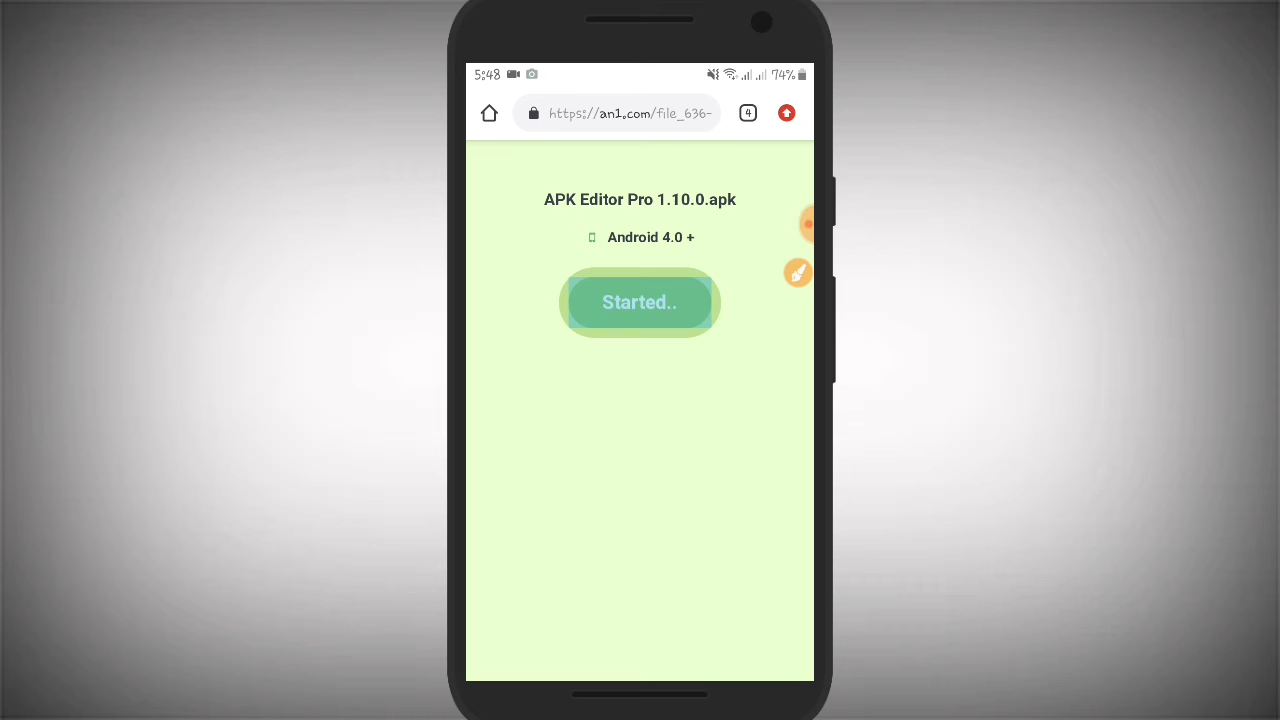 5:48
74%
https://an1.com/file_636-
4
APK Editor Pro 1.10.0.apk
Android 4.0 +
Started..